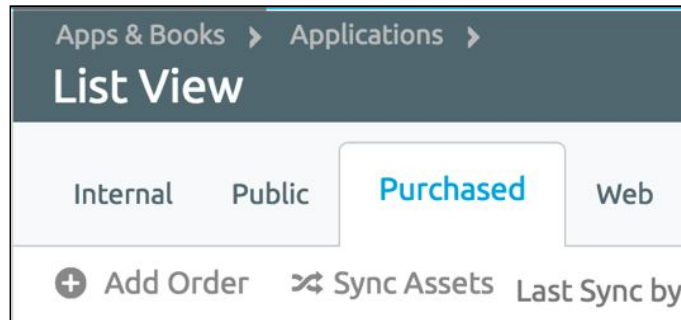 Apps & Books > Applications >
List View
Internal Public Purchased Web
Add Order Sync Assets Last Sync by